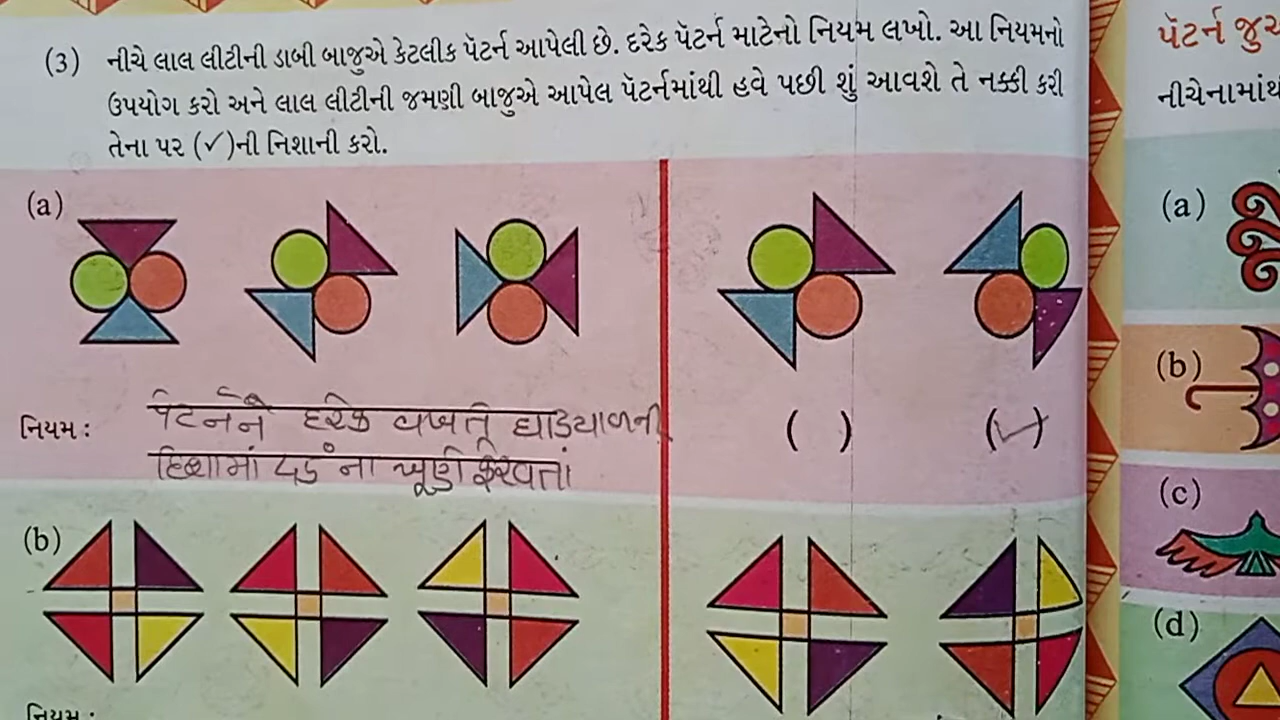 (3) નીચે લાલ લીટીની ડાબી બાજુએ કેટલીક પૅટર્ન આપેલી છે. દરેક પૅટર્ન માટેનો નિયમ લખો. આ નિયમનો
ઉપયોગ કરો અને લાલ લીટીની જમણી બાજુએ આપેલ પૅટર્નમાંથી હવે પછી શું આવશે તે નક્કી કરી
તેના પર (✓)ની નિશાની કરો.
(a)
નિયમ : પેટર્નને દરેક વખતે ઘડિયાળની
દિશામાં 45° ના ખૂણે ફેરવતાં
( ) (✓)
(b)
નિયમ :
પૅટર્ન
નીચેનામાં
(a)
(b)
(c)
(d)